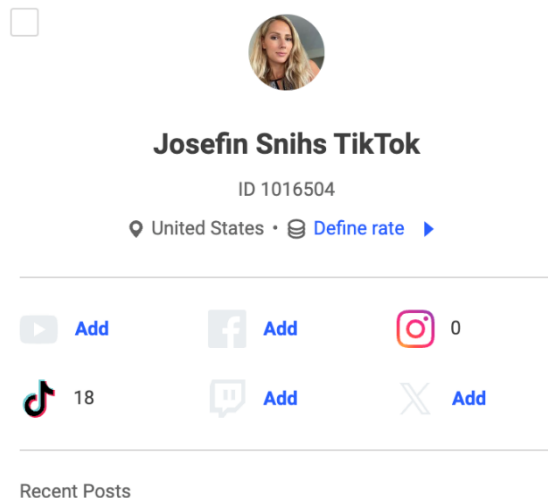 Josefin Snihs TikTok
ID 1016504
United States • Define rate
Add Add 0
18 Add Add
Recent Posts